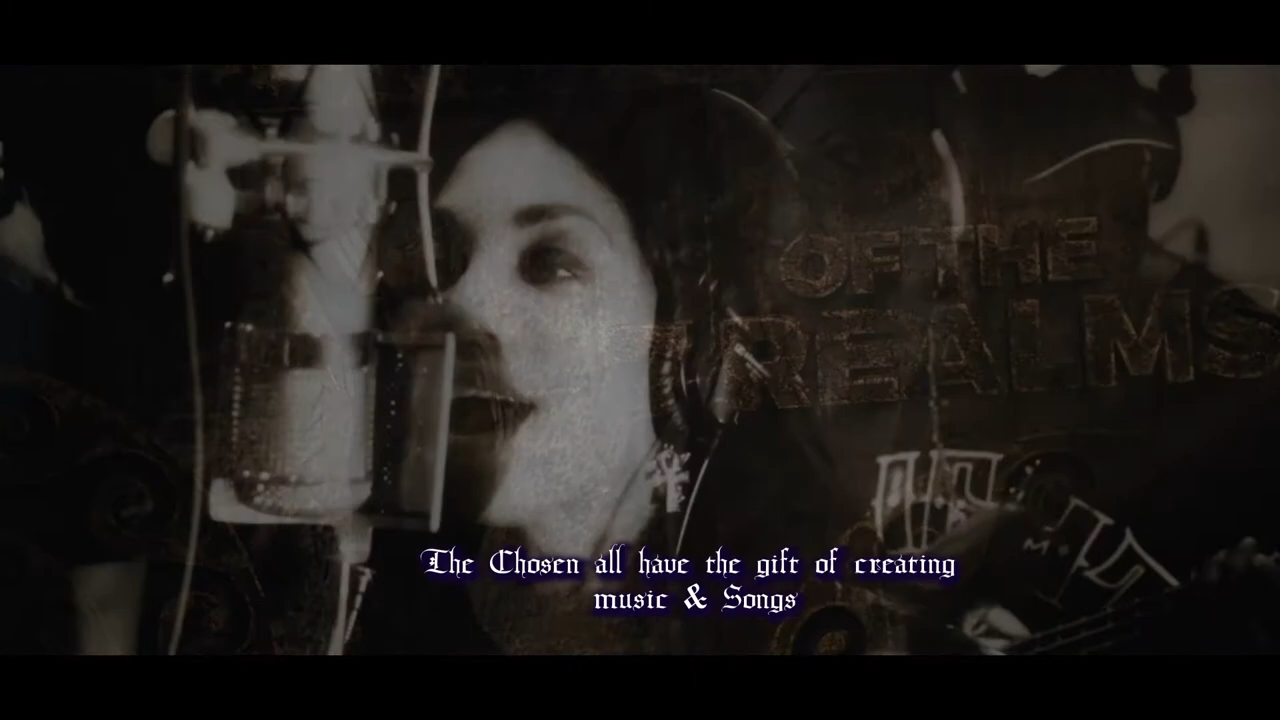 OF THE
REALMS
The Chosen all have the gift of creating
music & Songs